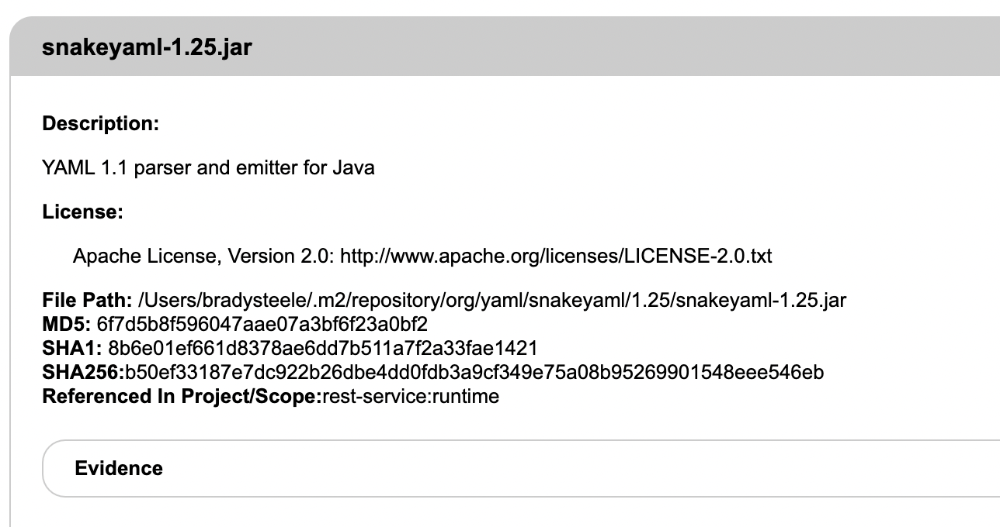 snakeyaml-1.25.jar
Description:
YAML 1.1 parser and emitter for Java
License:
Apache License, Version 2.0: http://www.apache.org/licenses/LICENSE-2.0.txt
File Path: /Users/bradysteele/.m2/repository/org/yaml/snakeyaml/1.25/snakeyaml-1.25.jar
MD5: 6f7d5b8f596047aae07a3bf6f23a0bf2
SHA1: 8b6e01ef661d8378ae6dd7b511a7f2a33fae1421
SHA256:b50ef33187e7dc922b26dbe4dd0fdb3a9cf349e75a08b95269901548eee546eb
Referenced In Project/Scope:rest-service:runtime
Evidence